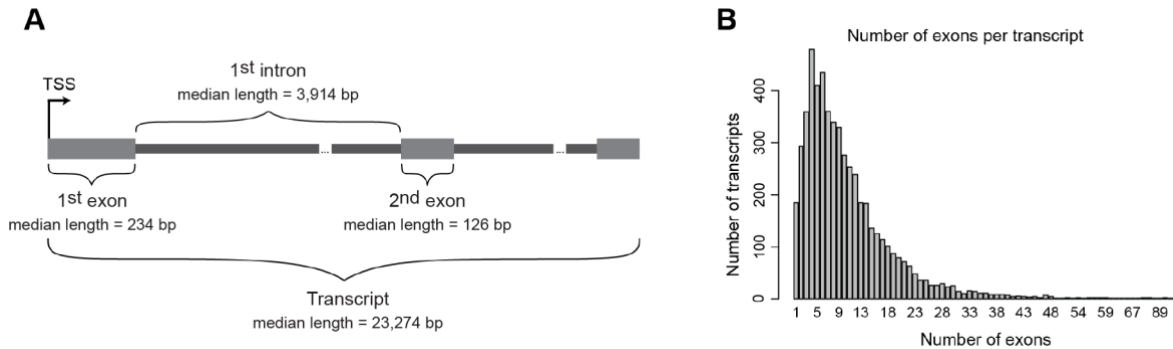 A
TSS
1st intron
median length = 3,914 bp
...
...
1st exon
median length = 234 bp
2nd exon
median length = 126 bp
Transcript
median length = 23,274 bp
B
Number of exons per transcript
Number of transcripts
400
300
200
100
0
1 5 9 13 18 23 28 33 38 43 48 54 59 67 89
Number of exons